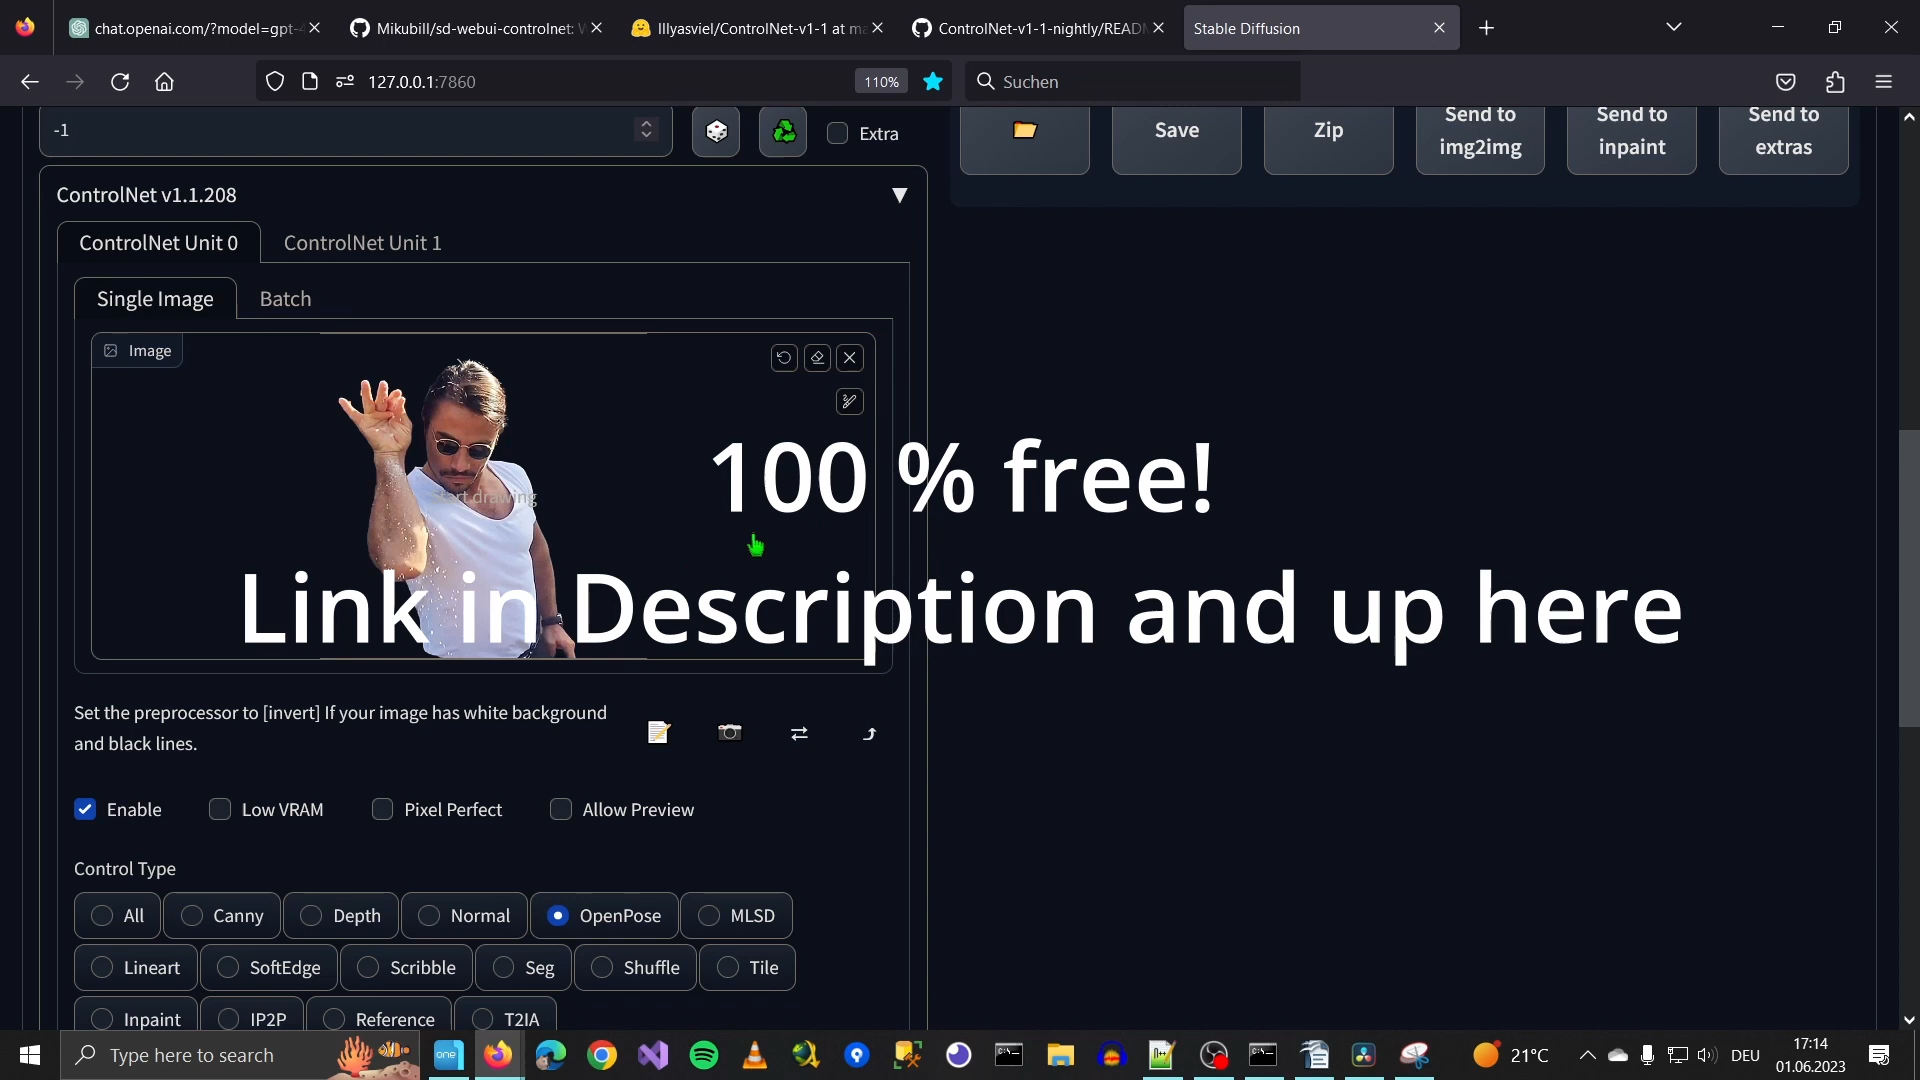 chat.openai.com/?model=gpt-4
Mikubill/sd-webui-controlnet: W
lllyasviel/ControlNet-v1-1 at ma
ControlNet-v1-1-nightly/READM
Stable Diffusion
127.0.0.1:7860
110%
Suchen
-1
Extra
Save
Zip
Send to
img2img
Send to
inpaint
Send to
extras
ControlNet v1.1.208
ControlNet Unit 0
ControlNet Unit 1
Single Image
Batch
Image
Start drawing
100 % free!
Link in Description and up here
Set the preprocessor to [invert] If your image has white background
and black lines.
Enable
Low VRAM
Pixel Perfect
Allow Preview
Control Type
All
Canny
Depth
Normal
OpenPose
MLSD
Lineart
SoftEdge
Scribble
Seg
Shuffle
Tile
Inpaint
IP2P
Reference
T2IA
Type here to search
one
21°C
DEU
17:14
01.06.2023